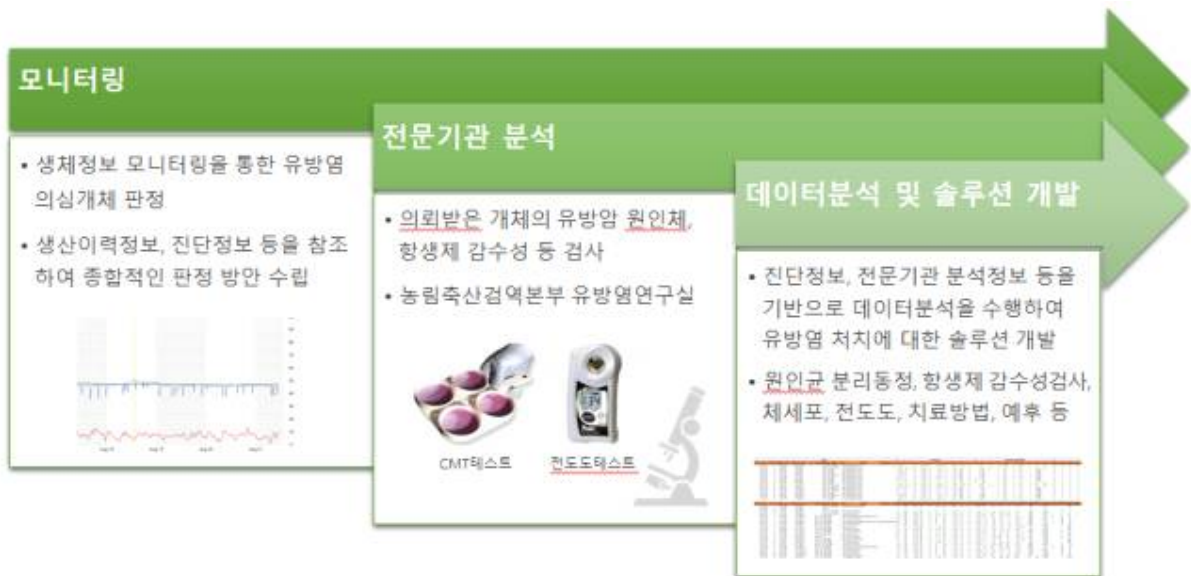 모니터링
• 생체정보 모니터링을 통한 유방염
의심개체 판정
• 생산이력정보, 진단정보 등을 참조
하여 종합적인 판정 방안 수립
전문기관 분석
• 의뢰받은 개체의 유방암 원인체,
항생제 감수성 등 검사
• 농림축산검역본부 유방염연구실
CMT테스트
전도도테스트
데이터분석 및 솔루션 개발
• 진단정보, 전문기관 분석정보 등을
기반으로 데이터분석을 수행하여
유방염 처치에 대한 솔루션 개발
• 원인균 분리동정, 항생제 감수성검사,
체세포, 전도도, 치료방법, 예후 등